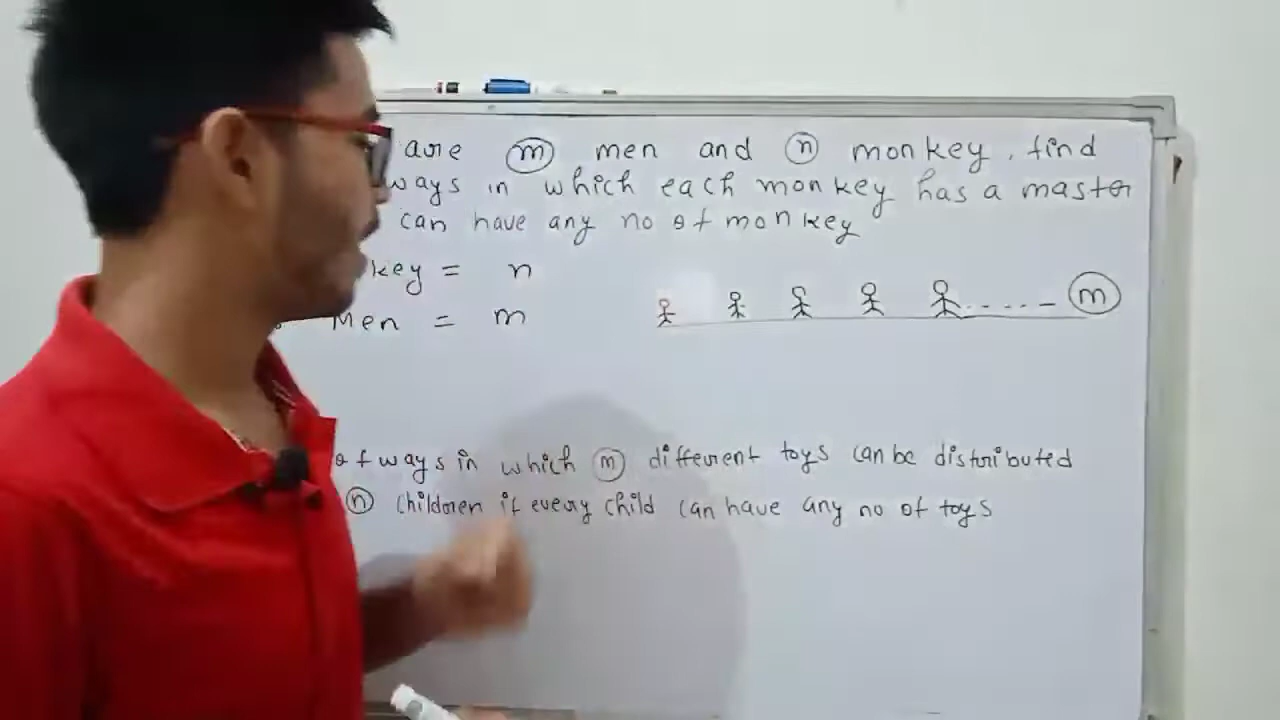 are m men and n monkey, find
ways in which each monkey has a master
can have any no of monkey
key = n
Men = m
m
of ways in which m different toys can be distributed
n children if every child can have any no of toys